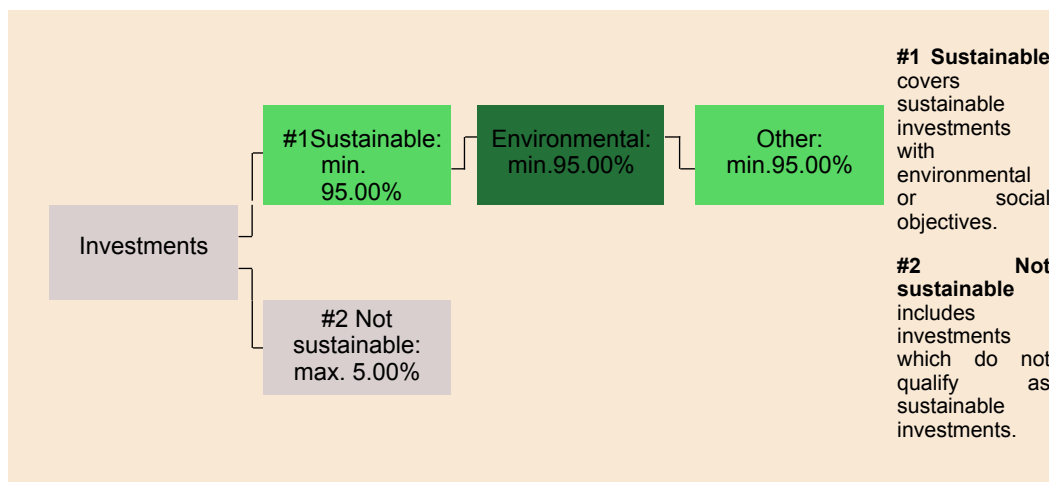 #1Sustainable:
min.
95.00%
Environmental:
min.95.00%
Other:
min.95.00%
Investments
#2 Not
sustainable:
max. 5.00%
#1 Sustainable
covers
sustainable
investments
with
environmental
or social
objectives.
#2 Not
sustainable
includes
investments
which do not
qualify as
sustainable
investments.